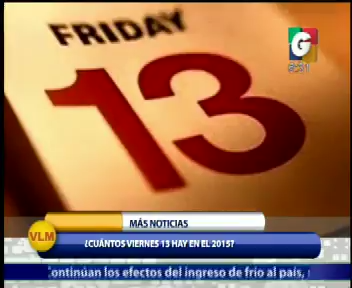 FRIDAY
13
G
MÁS NOTICIAS
VLM
¿CUÁNTOS VIERNES 13 HAY EN EL 2015?
Continúan los efectos del ingreso de frío al país,